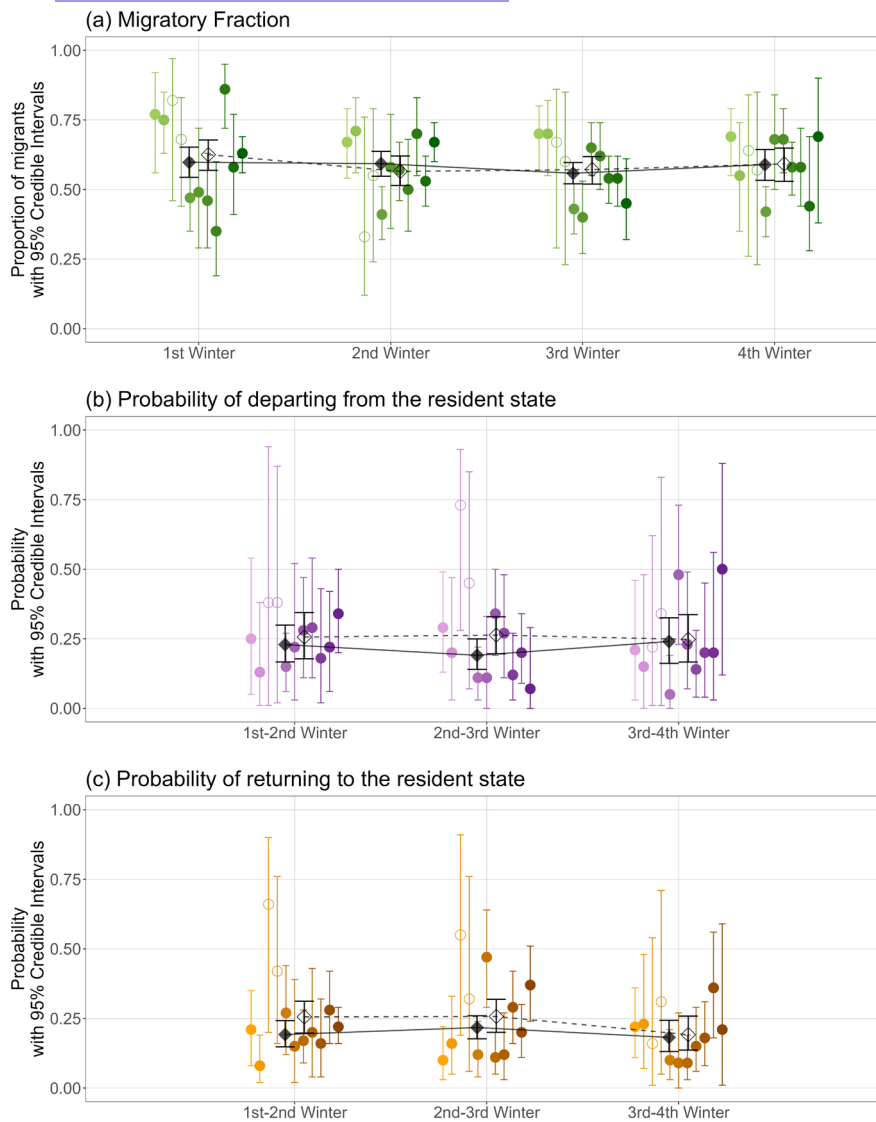 (a) Migratory Fraction
Proportion of migrants
with 95% Credible Intervals
1.00
0.75
0.50
0.25
0.00
1st Winter
2nd Winter
3rd Winter
4th Winter
(b) Probability of departing from the resident state
Probability
with 95% Credible Intervals
1.00
0.75
0.50
0.25
0.00
1st-2nd Winter
2nd-3rd Winter
3rd-4th Winter
(c) Probability of returning to the resident state
Probability
with 95% Credible Intervals
1.00
0.75
0.50
0.25
0.00
1st-2nd Winter
2nd-3rd Winter
3rd-4th Winter